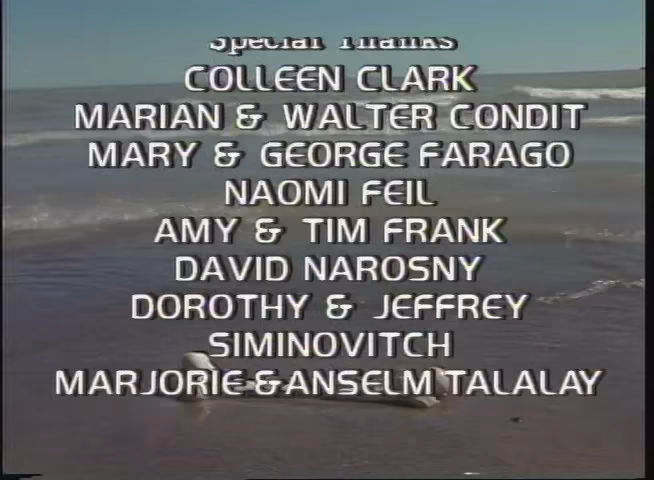 Special Thanks
COLLEEN CLARK
MARIAN & WALTER CONDIT
MARY & GEORGE FARAGO
NAOMI FEIL
AMY & TIM FRANK
DAVID NAROSNY
DOROTHY & JEFFREY
SIMINOVITCH
MARJORIE & ANSELM TALALAY